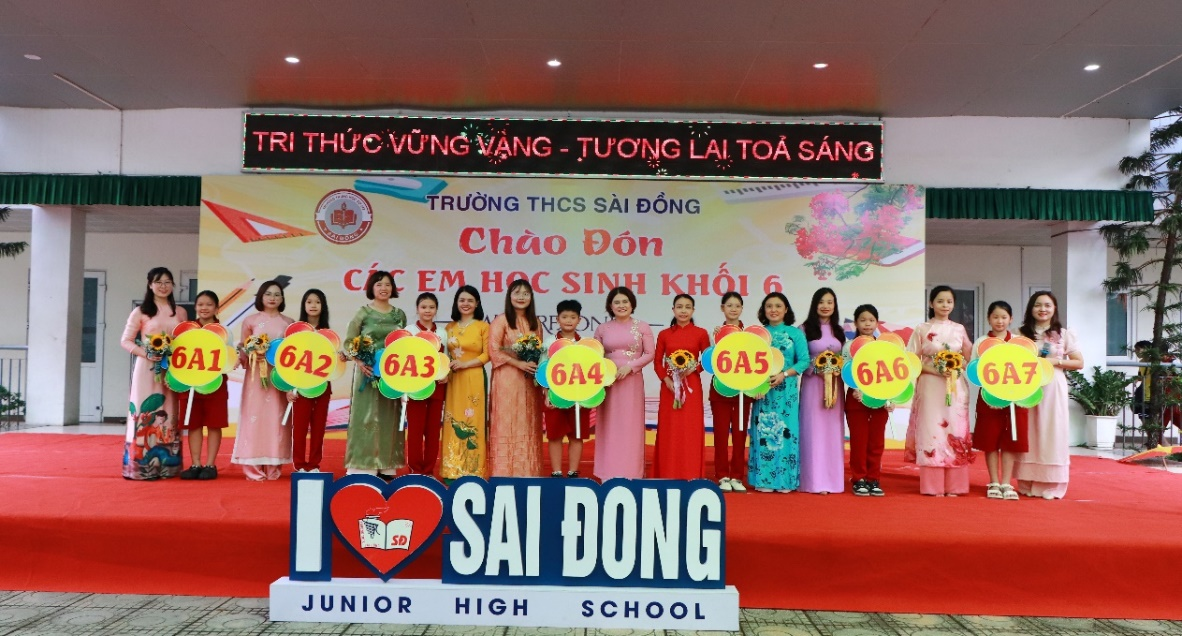 TRI THỨC VỮNG VÀNG - TƯƠNG LAI TOẢ SÁNG
TRƯỜNG THCS SÀI ĐỒNG
Chào Đón
CÁC EM HỌC SINH KHỐI 6
6A1
6A2
6A3
6A4
6A5
6A6
6A7
I SAI ĐONG
SĐ
JUNIOR HIGH SCHOOL